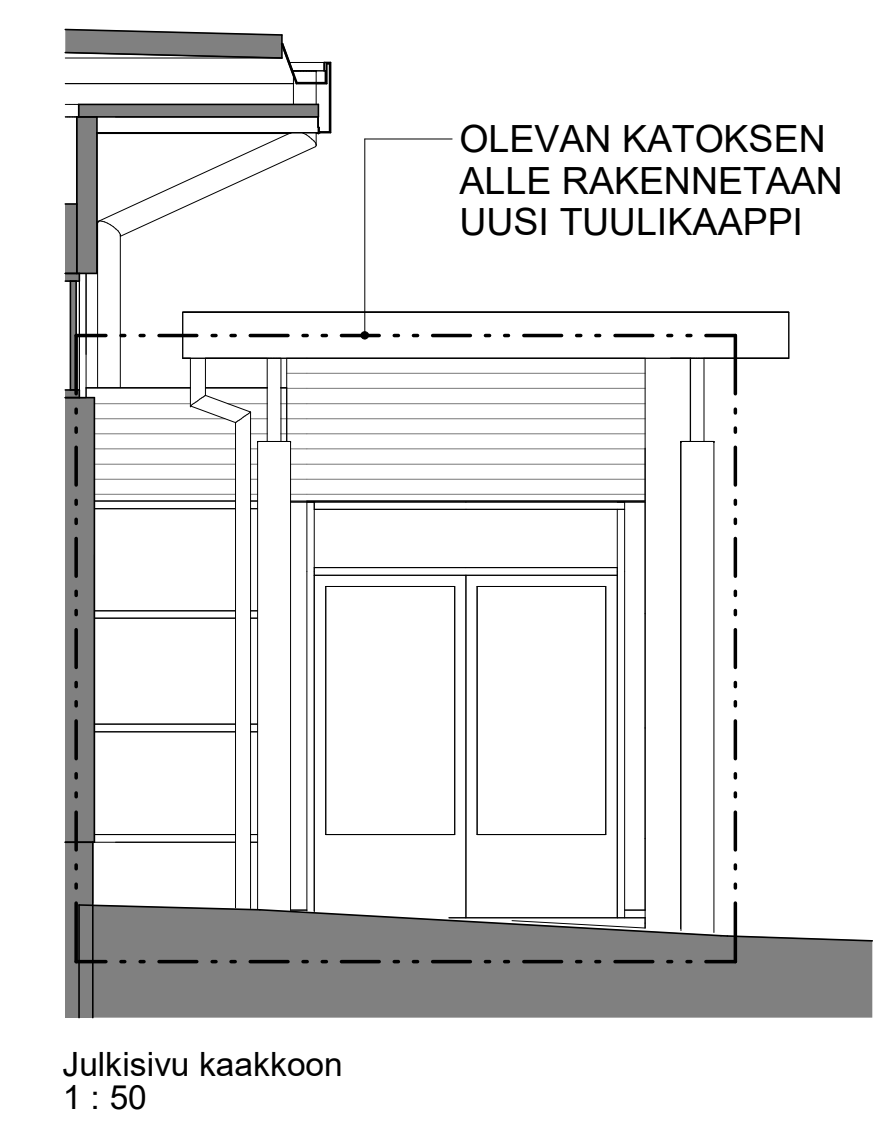 OLEVAN KATOKSEN
ALLE RAKENNETAAN
UUSI TUULIKAAPPI
Julkisivu kaakkoon
1 : 50